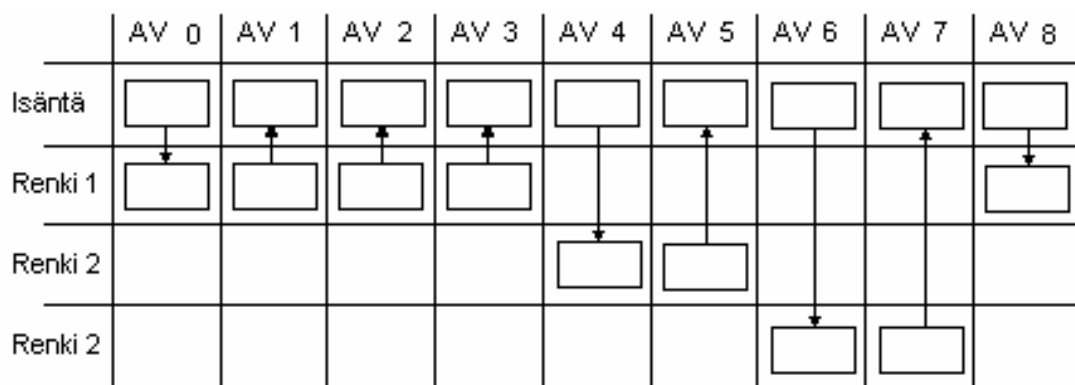 AV 0 AV 1 AV 2 AV 3 AV 4 AV 5 AV 6 AV 7 AV 8
Isäntä
Renki 1
Renki 2
Renki 2